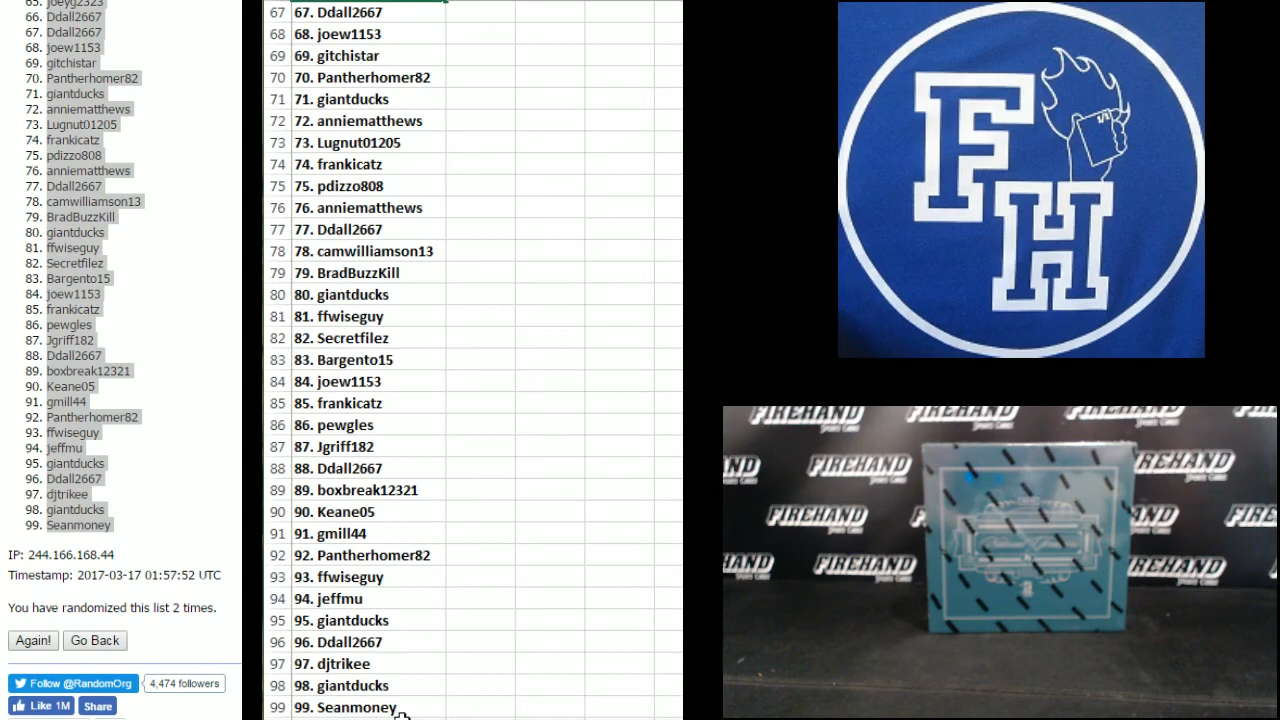 65. joeyg2323
66. Ddall2667
67. Ddall2667
68. joew1153
69. gitchistar
70. Pantherhomer82
71. giantducks
72. anniematthews
73. Lugnut01205
74. frankicatz
75. pdizzo808
76. anniematthews
77. Ddall2667
78. camwilliamson13
79. BradBuzzKill
80. giantducks
81. ffwiseguy
82. Secretfilez
83. Bargento15
84. joew1153
85. frankicatz
86. pewgles
87. Jgriff182
88. Ddall2667
89. boxbreak12321
90. Keane05
91. gmill44
92. Pantherhomer82
93. ffwiseguy
94. jeffmu
95. giantducks
96. Ddall2667
97. djtrikee
98. giantducks
99. Seanmoney
IP: 244.166.168.44
Timestamp: 2017-03-17 01:57:52 UTC
You have randomized this list 2 times.
Again! Go Back
Follow @RandomOrg 4,474 followers
Like 1M Share
67 67. Ddall2667
68 68. joew1153
69 69. gitchistar
70 70. Pantherhomer82
71 71. giantducks
72 72. anniematthews
73 73. Lugnut01205
74 74. frankicatz
75 75. pdizzo808
76 76. anniematthews
77 77. Ddall2667
78 78. camwilliamson13
79 79. BradBuzzKill
80 80. giantducks
81 81. ffwiseguy
82 82. Secretfilez
83 83. Bargento15
84 84. joew1153
85 85. frankicatz
86 86. pewgles
87 87. Jgriff182
88 88. Ddall2667
89 89. boxbreak12321
90 90. Keane05
91 91. gmill44
92 92. Pantherhomer82
93 93. ffwiseguy
94 94. jeffmu
95 95. giantducks
96 96. Ddall2667
97 97. djtrikee
98 98. giantducks
99 99. Seanmoney
F
1/1
H
FIREHAND FIREHAND FIREHAND
FIREHAND
FIREHAND
FIREHAND
FIREHAND